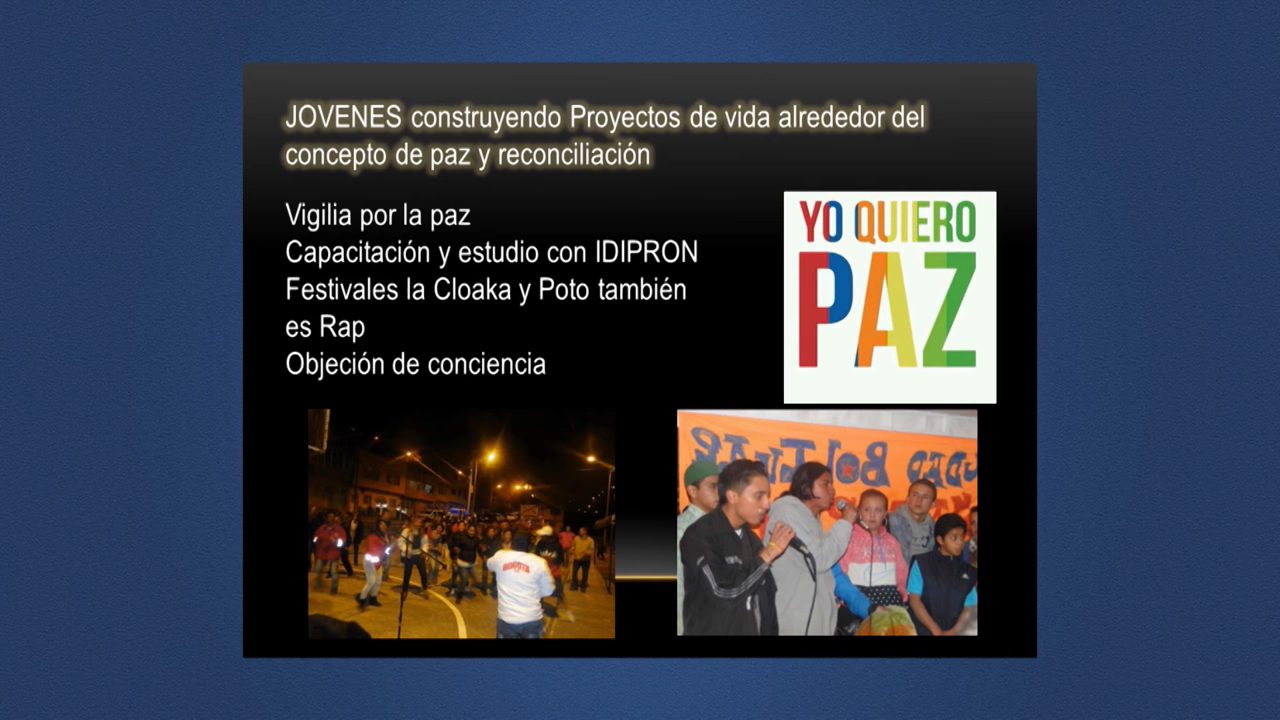 JOVENES construyendo Proyectos de vida alrededor del
concepto de paz y reconciliación
Vigilia por la paz
Capacitación y estudio con IDIPRON
Festivales la Cloaka y Poto también
es Rap
Objeción de conciencia
YO QUIERO
PAZ
BOGOTA